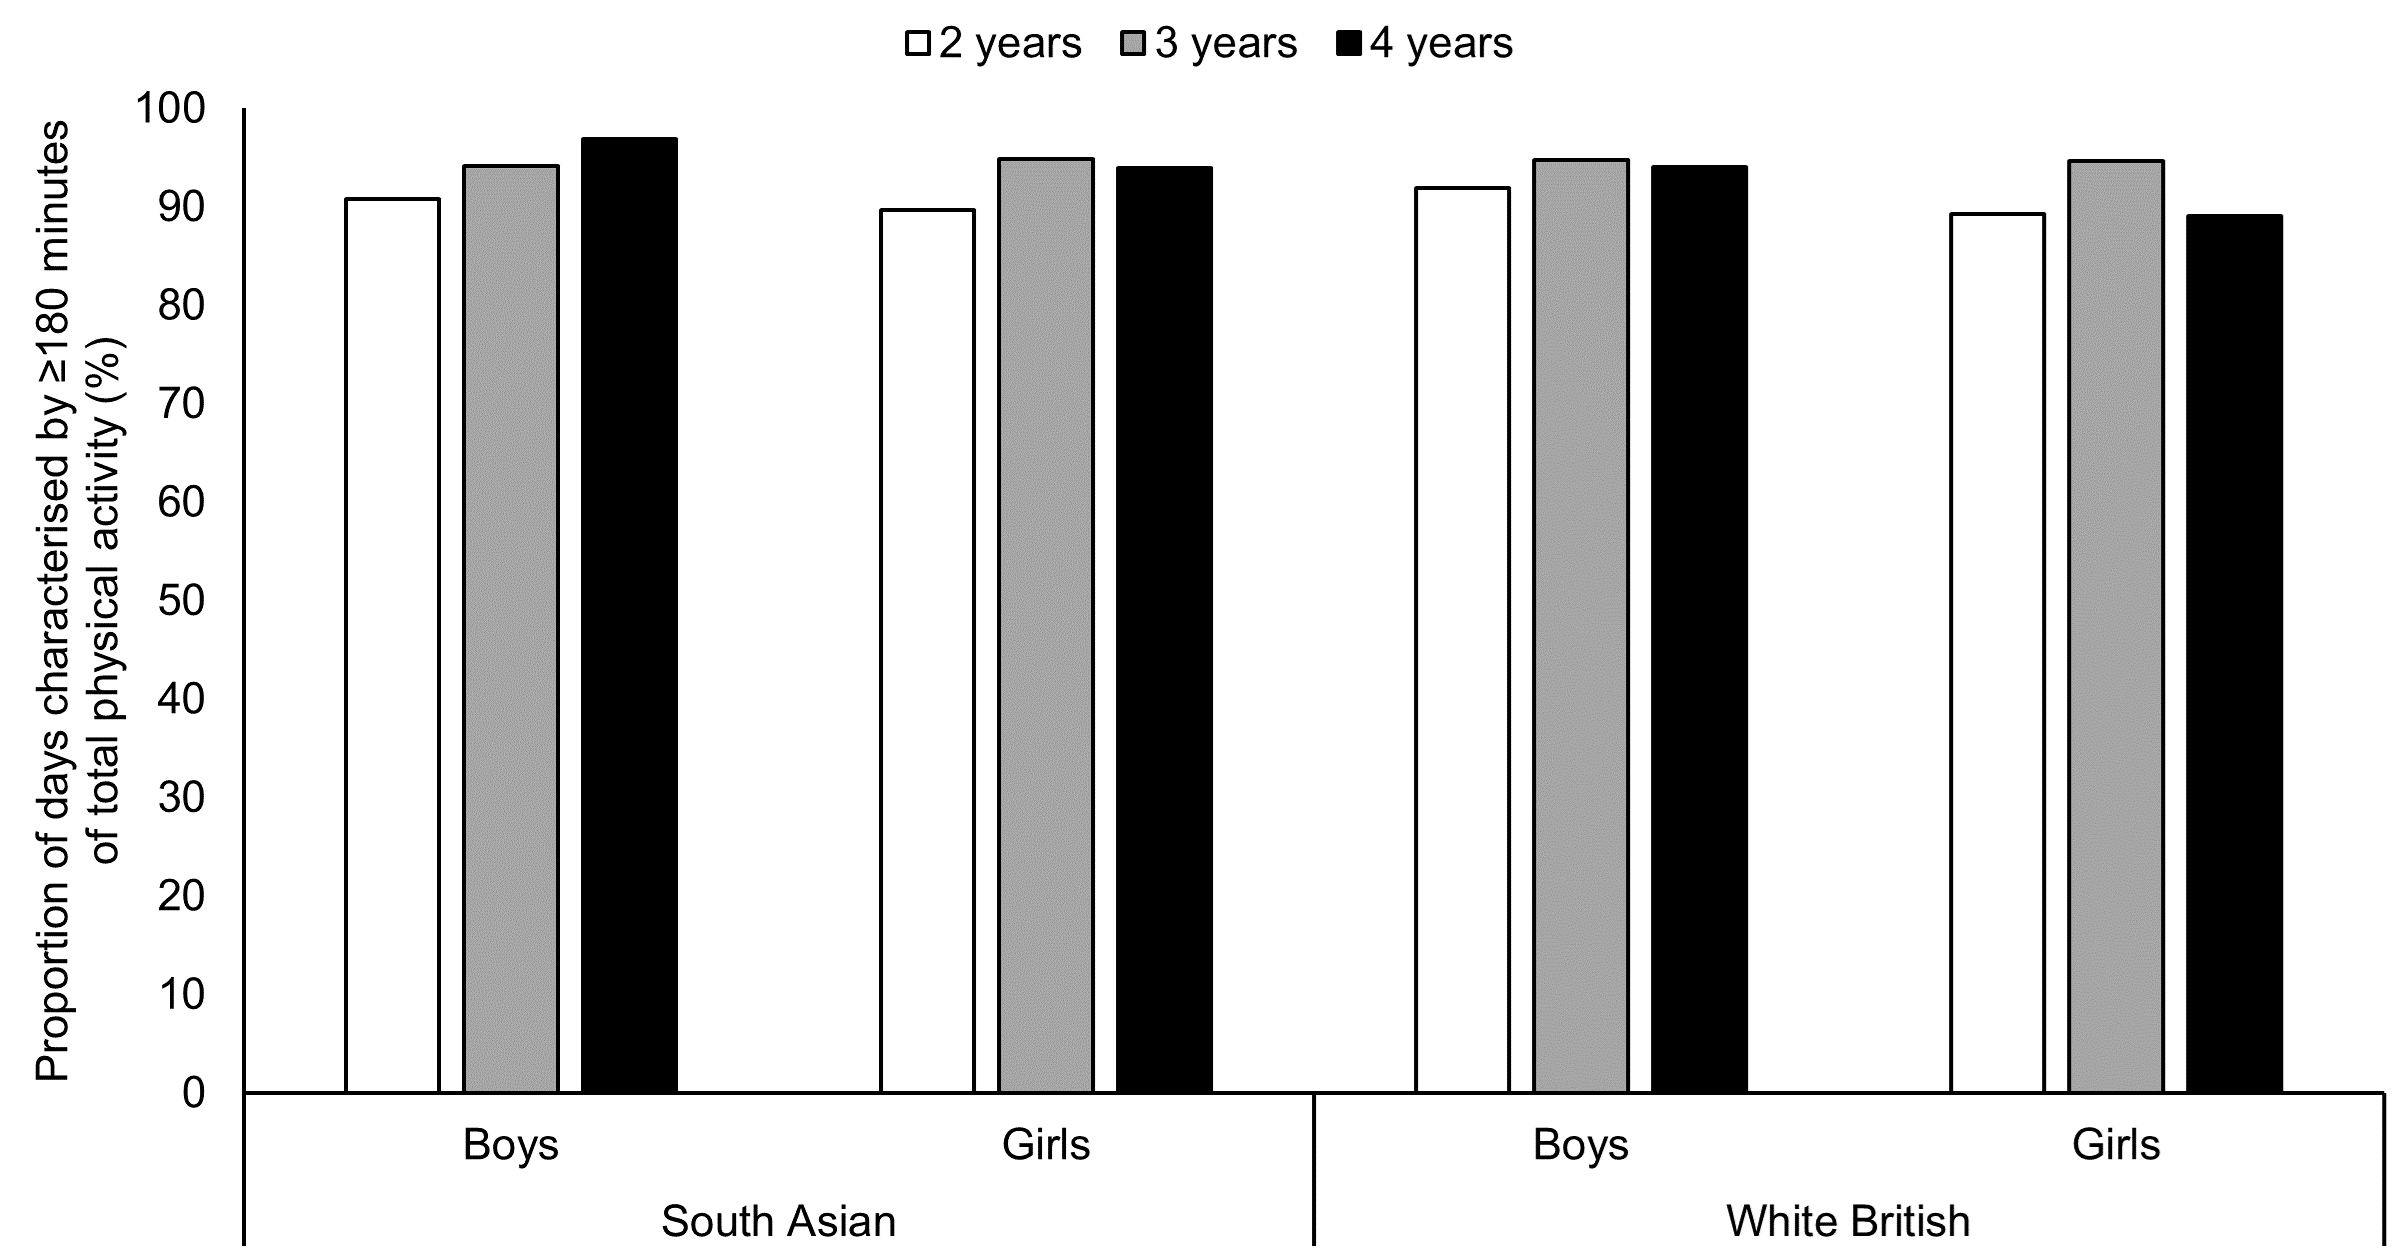 2 years 3 years 4 years
Proportion of days characterised by ≥180 minutes
of total physical activity (%)
100
90
80
70
60
50
40
30
20
10
0
Boys Girls Boys Girls
South Asian White British